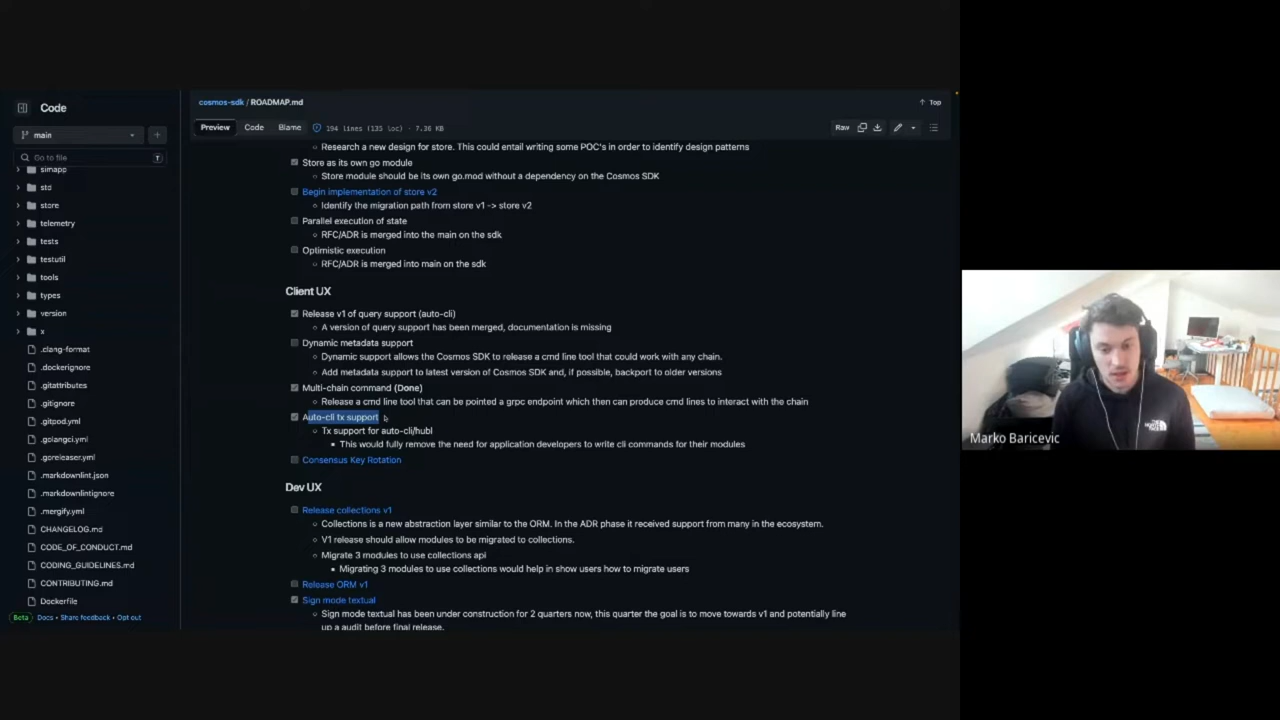 Code
main
Go to file
T
simapp
std
store
telemetry
tests
testutil
tools
types
version
x
.clang-format
.dockerignore
.gitattributes
.gitignore
.gitpod.yml
.golangci.yml
.goreleaser.yml
.markdownlint.json
.markdownlintignore
.mergify.yml
CHANGELOG.md
CODE_OF_CONDUCT.md
CODING_GUIDELINES.md
CONTRIBUTING.md
Dockerfile
Beta Docs • Share feedback • Opt out
cosmos-sdk / ROADMAP.md
Top
Preview Code Blame 194 lines (135 loc) · 7.36 KB
Raw
Research a new design for store. This could entail writing some POC's in order to identify design patterns
Store as its own go module
Store module should be its own go.mod without a dependency on the Cosmos SDK
Begin implementation of store v2
Identify the migration path from store v1 -> store v2
Parallel execution of state
RFC/ADR is merged into the main on the sdk
Optimistic execution
RFC/ADR is merged into main on the sdk
Client UX
Release v1 of query support (auto-cli)
A version of query support has been merged, documentation is missing
Dynamic metadata support
Dynamic support allows the Cosmos SDK to release a cmd line tool that could work with any chain.
Add metadata support to latest version of Cosmos SDK and, if possible, backport to older versions
Multi-chain command (Done)
Release a cmd line tool that can be pointed a grpc endpoint which then can produce cmd lines to interact with the chain
Auto-cli tx support
Tx support for auto-cli/hubl
This would fully remove the need for application developers to write cli commands for their modules
Consensus Key Rotation
Dev UX
Release collections v1
Collections is a new abstraction layer similar to the ORM. In the ADR phase it received support from many in the ecosystem.
V1 release should allow modules to be migrated to collections.
Migrate 3 modules to use collections api
Migrating 3 modules to use collections would help in show users how to migrate users
Release ORM v1
Sign mode textual
Sign mode textual has been under construction for 2 quarters now, this quarter the goal is to move towards v1 and potentially line
up a audit before final release.
Marko Baricevic